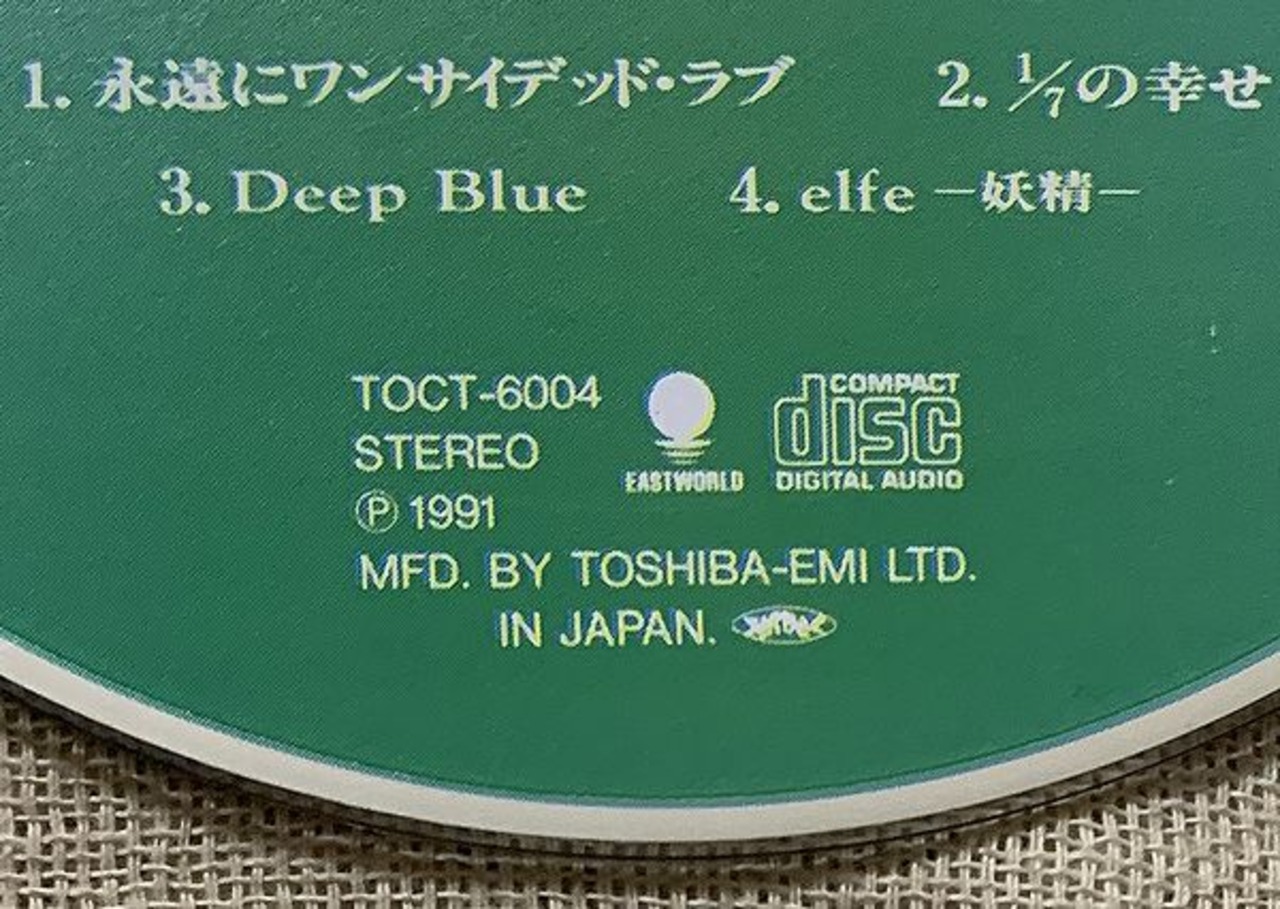 1. 永遠にワンサイデッド・ラブ 2. 1/7の幸せ
3. Deep Blue 4. elfe ―妖精―
TOCT-6004
STEREO
Ⓟ 1991
EASTWORLD
COMPACT
disc
DIGITAL AUDIO
MFD. BY TOSHIBA-EMI LTD.
IN JAPAN.